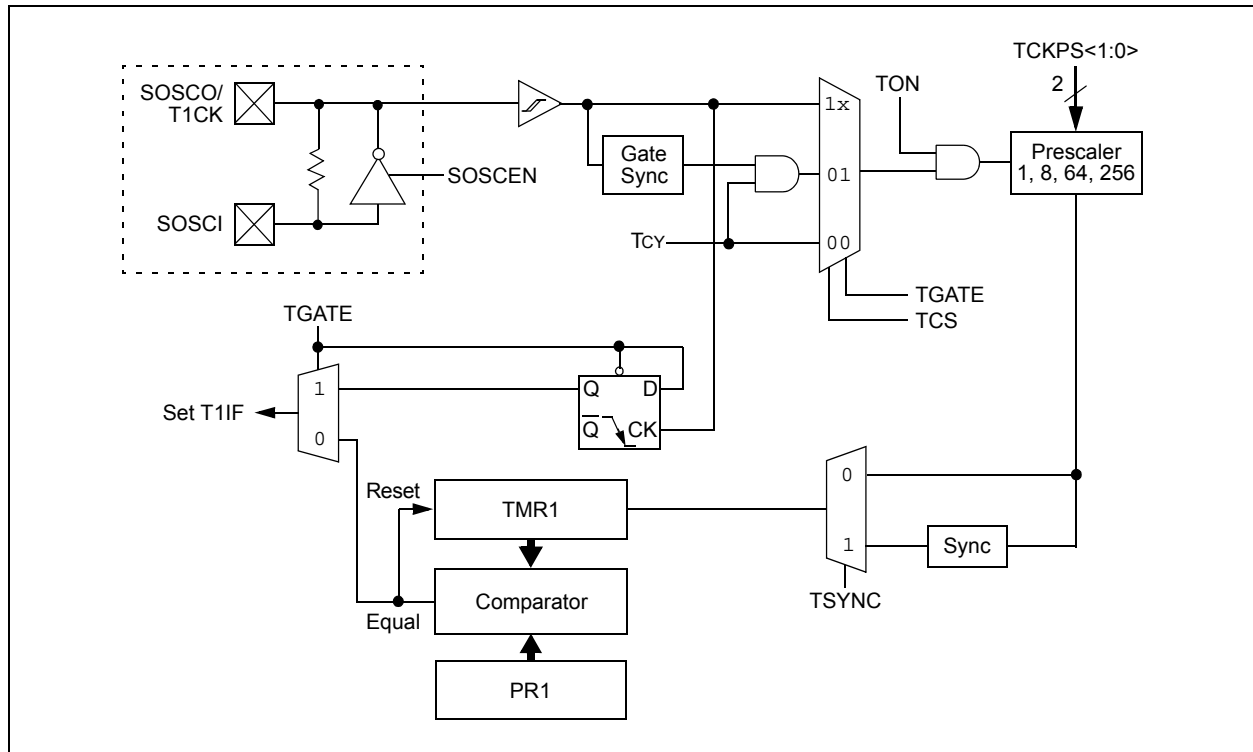 TCKPS<1:0>
2
TON
SOSCO/
T1CK
1x
Prescaler
1, 8, 64, 256
Gate
Sync
01
SOSCEN
SOSCI
TCY
00
TGATE
TCS
TGATE
1
Q
D
Set T1IF
Q
CK
0
0
Reset
TMR1
1
Sync
Comparator
TSYNC
Equal
PR1